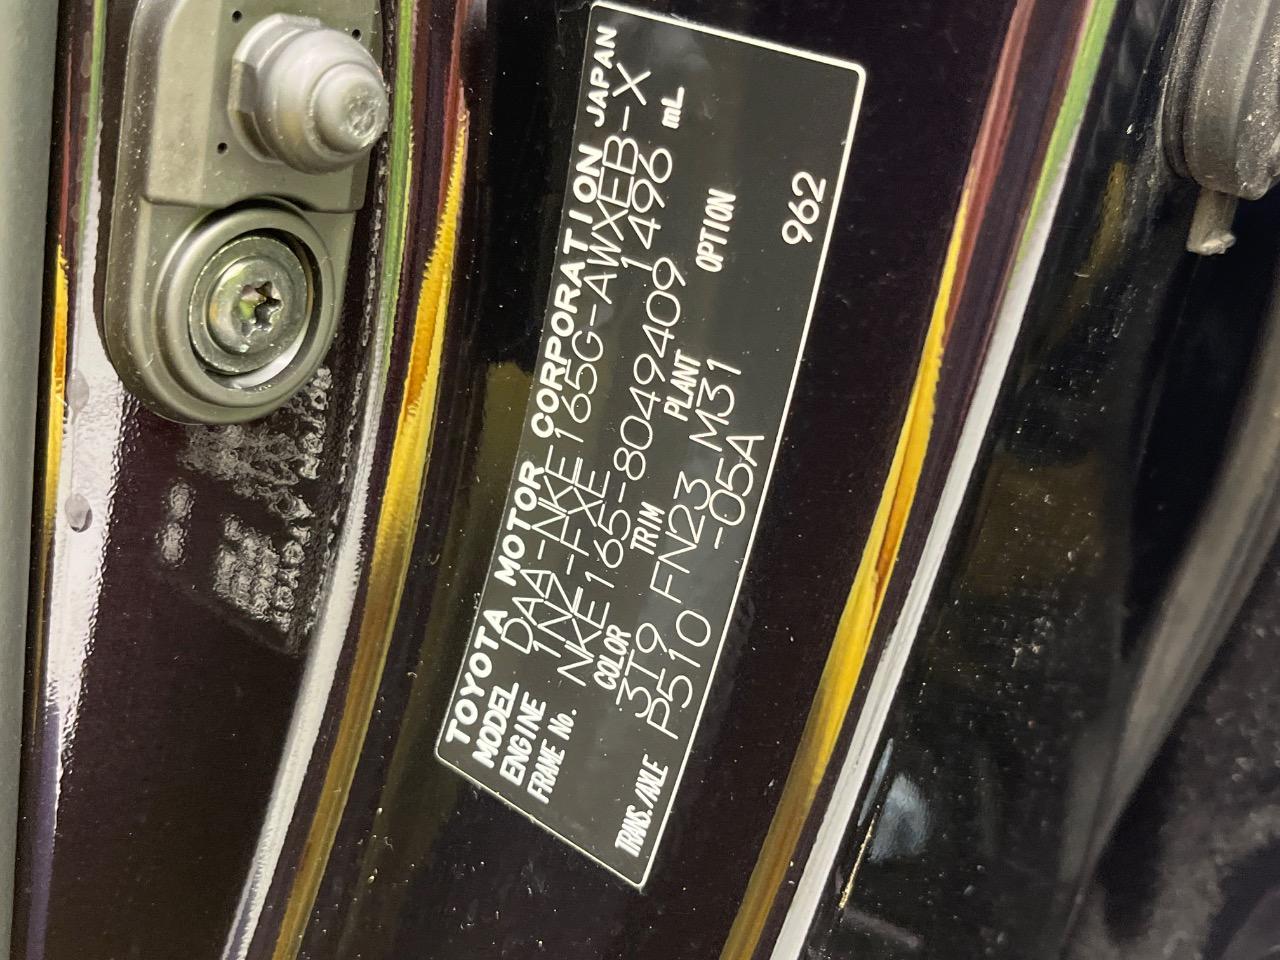 TOYOTA MOTOR CORPORATION JAPAN
MODEL DAA-NKE165G-AWXEB-X
ENGINE 1NZ-FXE 1496 mL
FRAME No. NKE165-8049409
COLOR TRIM PLANT OPTION
3T9 FN23 M31
TRANS./AXLE P510 -05A 962